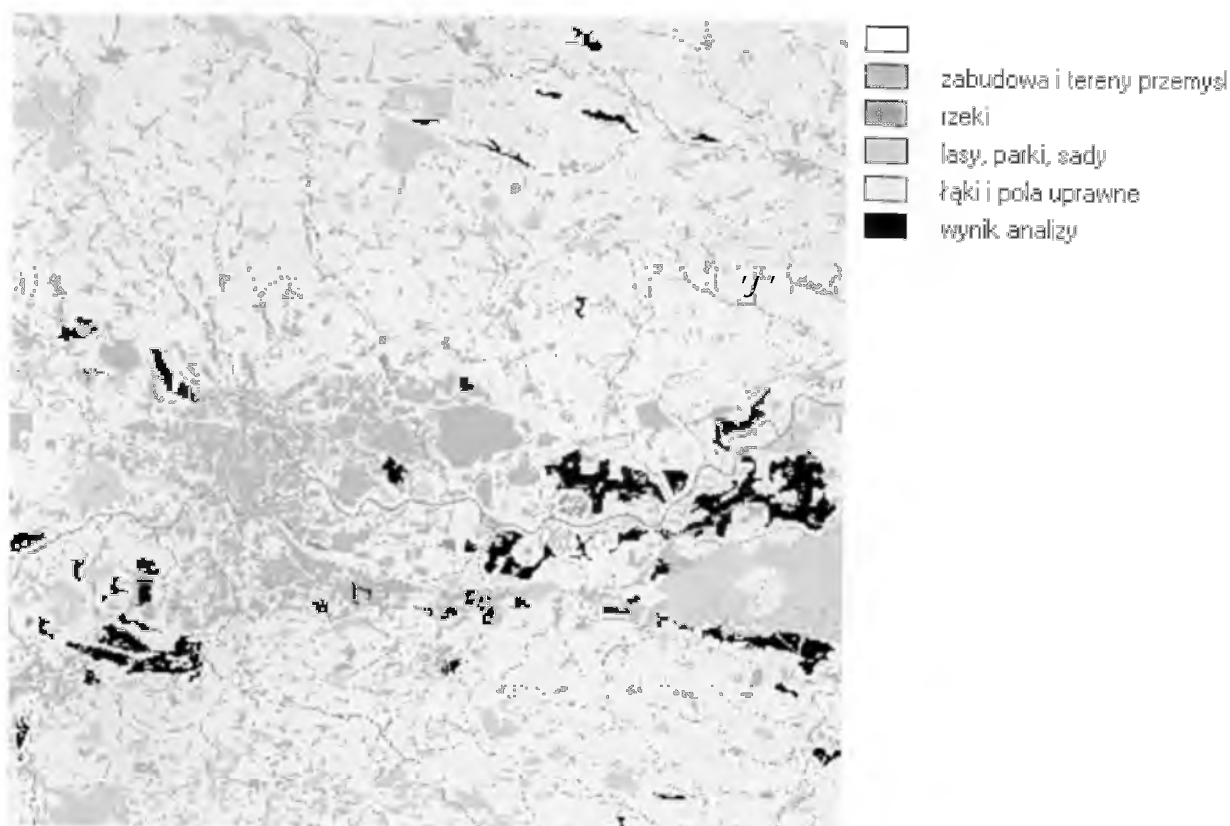 zabudowa i tereny przemysl
rzeki
lasy, parki, sady
łąki i pola uprawne
wynik analizy
'J'